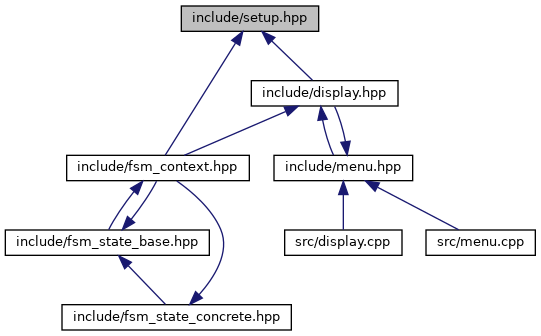 include/setup.hpp
include/display.hpp
include/fsm_context.hpp
include/menu.hpp
include/fsm_state_base.hpp
src/display.cpp
src/menu.cpp
include/fsm_state_concrete.hpp